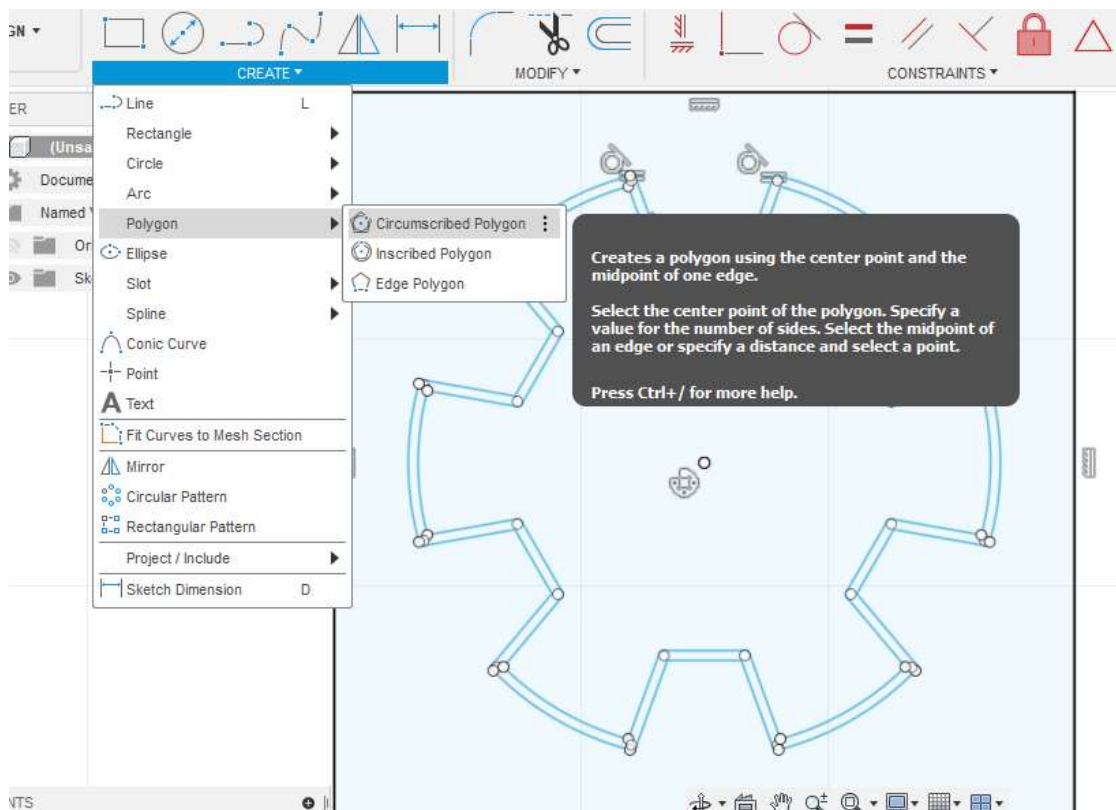 GN ▾
CREATE ▾
MODIFY ▾
CONSTRAINTS ▾
ER
(Unsa
Docume
Named
Or
Sk
Line L
Rectangle
Circle
Arc
Polygon
Ellipse
Slot
Spline
Conic Curve
Point
A Text
Fit Curves to Mesh Section
Mirror
Circular Pattern
Rectangular Pattern
Project / Include
Sketch Dimension D
Circumscribed Polygon
Inscribed Polygon
Edge Polygon
Creates a polygon using the center point and the
midpoint of one edge.
Select the center point of the polygon. Specify a
value for the number of sides. Select the midpoint of
an edge or specify a distance and select a point.
Press Ctrl+/ for more help.
NTS